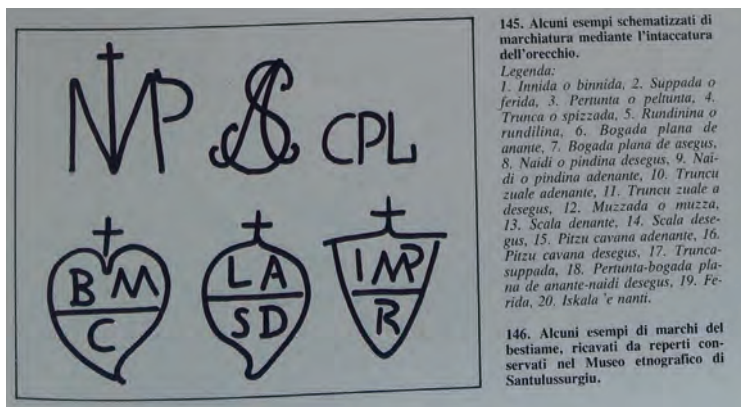 MP
AS
CPL
B M
C
L A
S D
I MP
R
145. Alcuni esempi schematizzati di
marchiatura mediante l'intaccatura
dell'orecchio.
Legenda:
1. Innida o binnida, 2. Suppada o
ferida, 3. Pertunta o peltunta, 4.
Trunca o spizzada, 5. Rundinina o
rundilina, 6. Bogada plana de
anante, 7. Bogada plana de asegus,
8. Naidi o pindina desegus, 9. Nai-
di o pindina adenante, 10. Truncu
zuale adenante, 11. Truncu zuale a
desegus, 12. Muzzada o muzza,
13. Scala denante, 14. Scala dese-
gus, 15. Pitzu cavana adenante, 16.
Pitzu cavana desegus, 17. Trunca-
suppada, 18. Pertunta-bogada pla-
na de anante-naidi desegus, 19. Fe-
rida, 20. Iskala 'e nanti.
146. Alcuni esempi di marchi del
bestiame, ricavati da reperti con-
servati nel Museo etnografico di
Santulussurgiu.